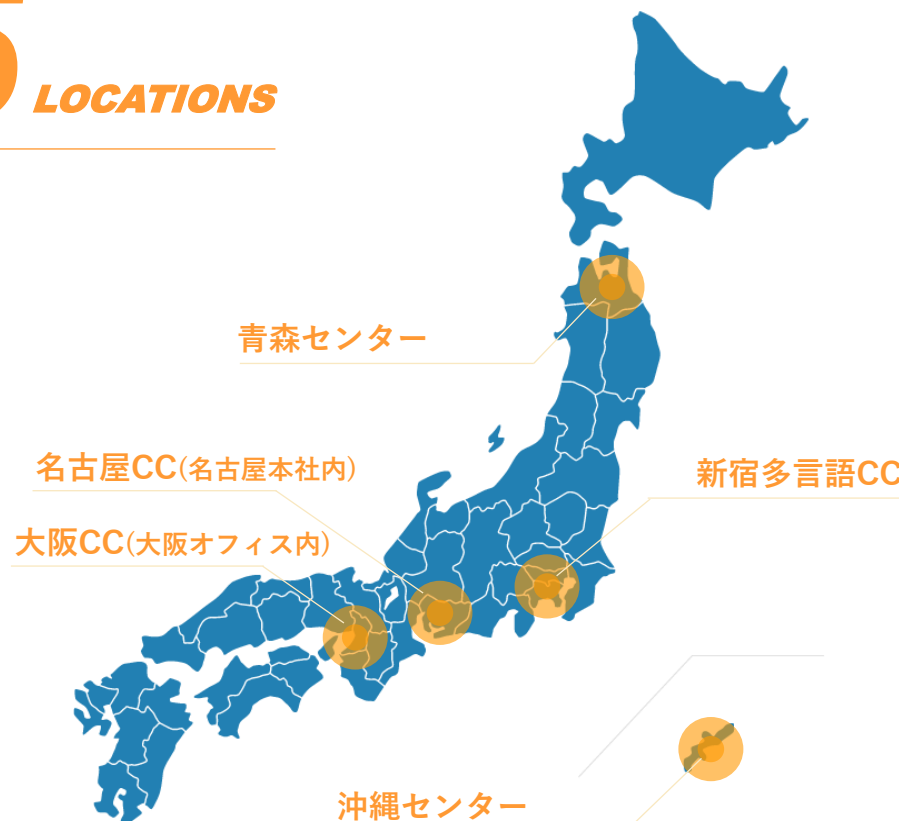 5 LOCATIONS
青森センター
名古屋CC(名古屋本社内)
新宿多言語CC
大阪CC(大阪オフィス内)
沖縄センター